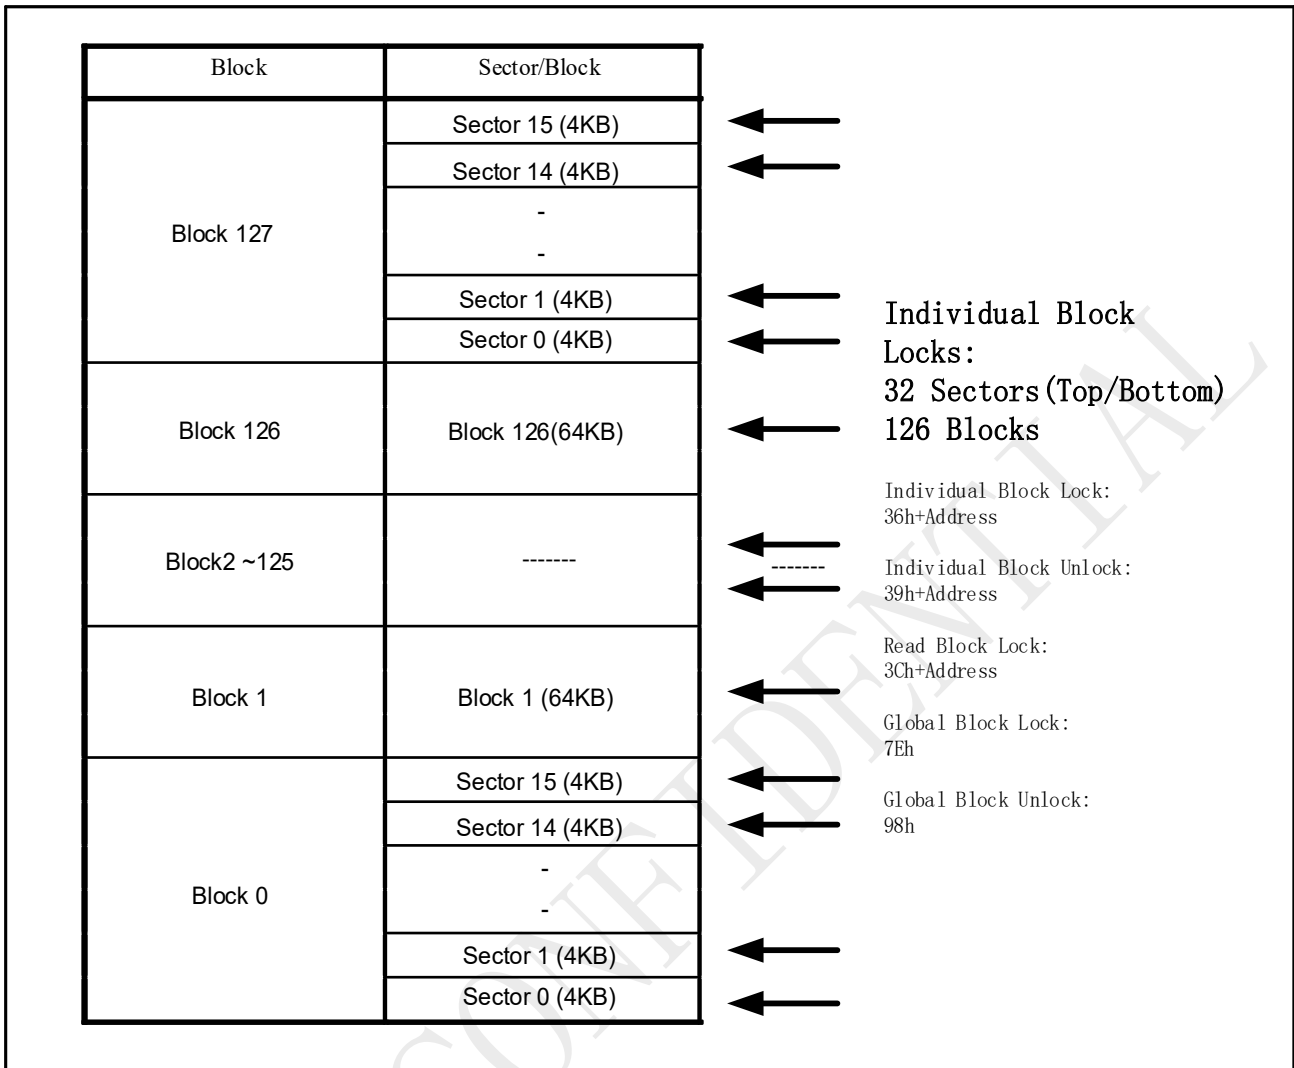 Block Sector/Block
Sector 15 (4KB)
Sector 14 (4KB)
-
Block 127
-
Sector 1 (4KB)
Sector 0 (4KB)
Block 126 Block 126(64KB)
Block2 ~125 -------
Block 1 Block 1 (64KB)
Sector 15 (4KB)
Sector 14 (4KB)
-
Block 0
-
Sector 1 (4KB)
Sector 0 (4KB)
-------
Individual Block
Locks:
32 Sectors(Top/Bottom)
126 Blocks
Individual Block Lock:
36h+Address
Individual Block Unlock:
39h+Address
Read Block Lock:
3Ch+Address
Global Block Lock:
7Eh
Global Block Unlock:
98h
CONFIDENTIAL